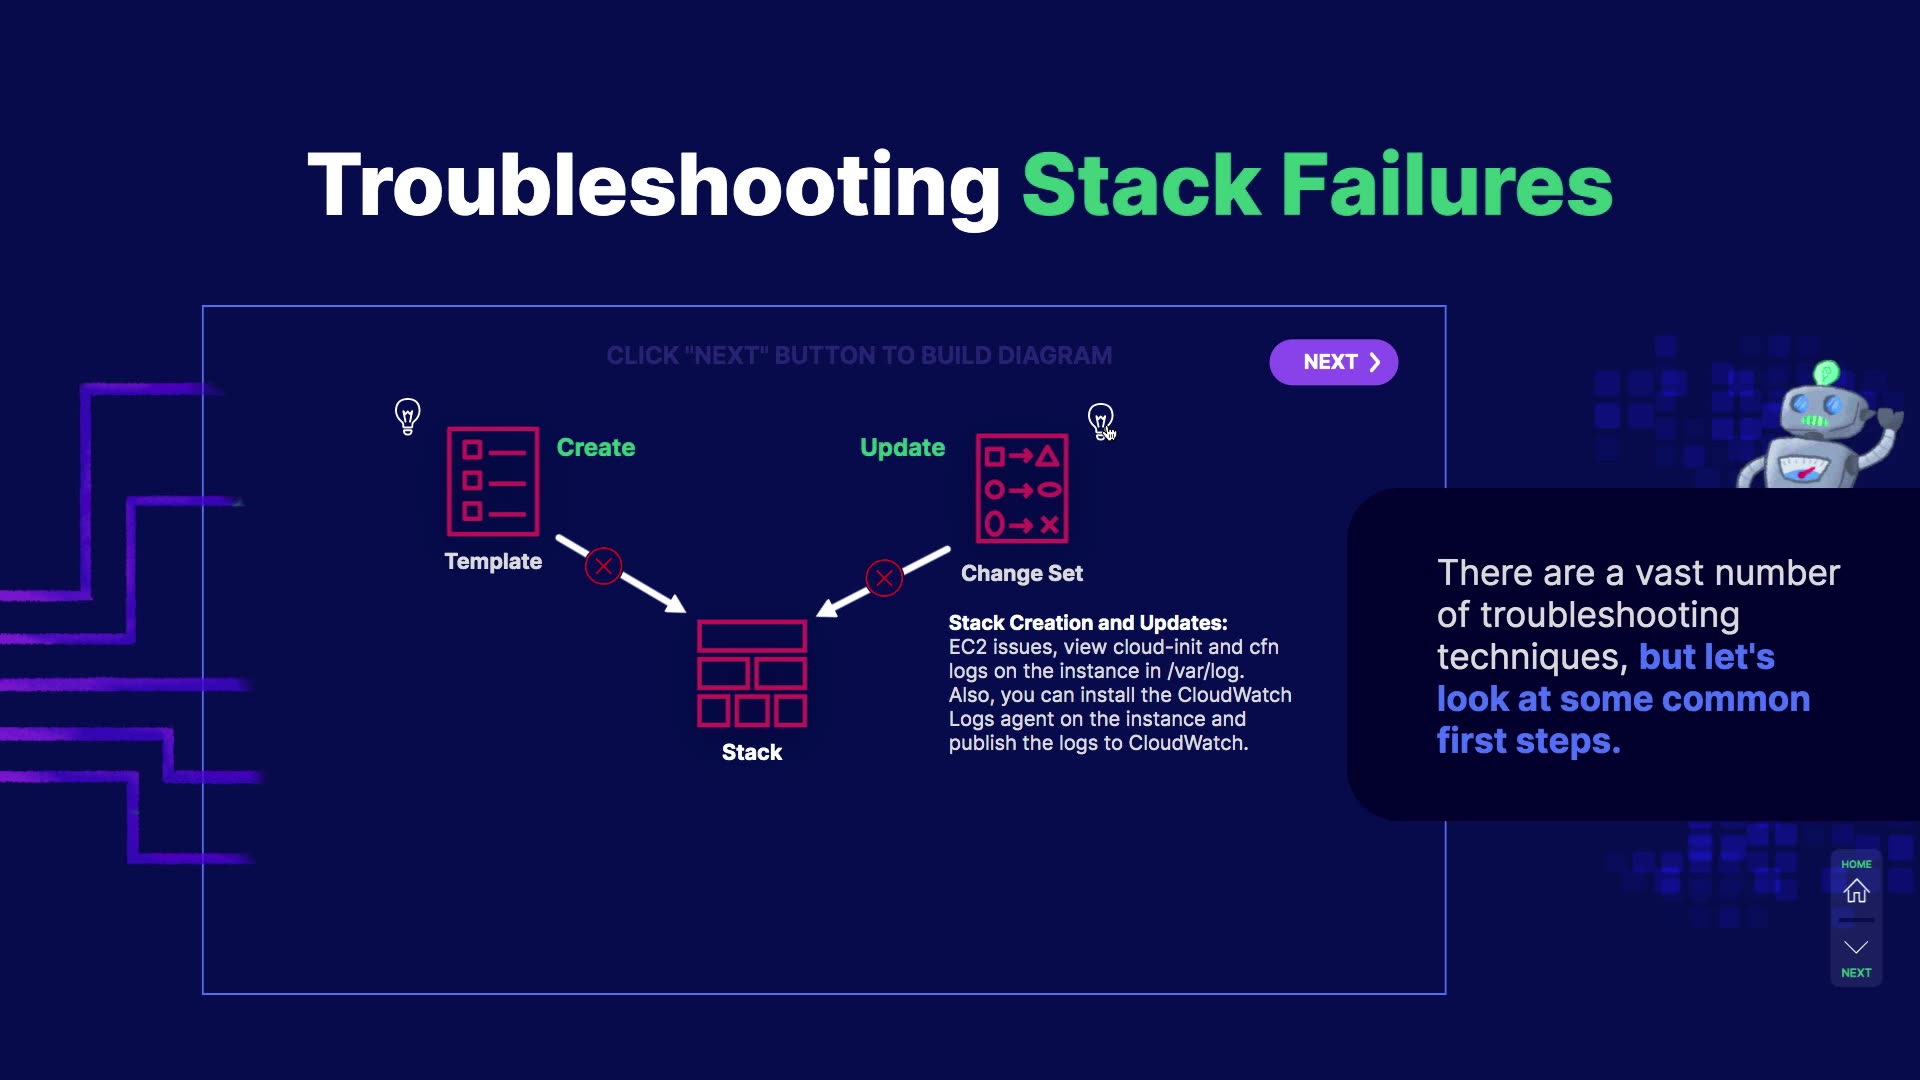 Troubleshooting Stack Failures
CLICK "NEXT" BUTTON TO BUILD DIAGRAM
NEXT
Create
Update
Template
Change Set
Stack
Stack Creation and Updates:
EC2 issues, view cloud-init and cfn
logs on the instance in /var/log.
Also, you can install the CloudWatch
Logs agent on the instance and
publish the logs to CloudWatch.
There are a vast number
of troubleshooting
techniques, but let's
look at some common
first steps.
HOME
NEXT